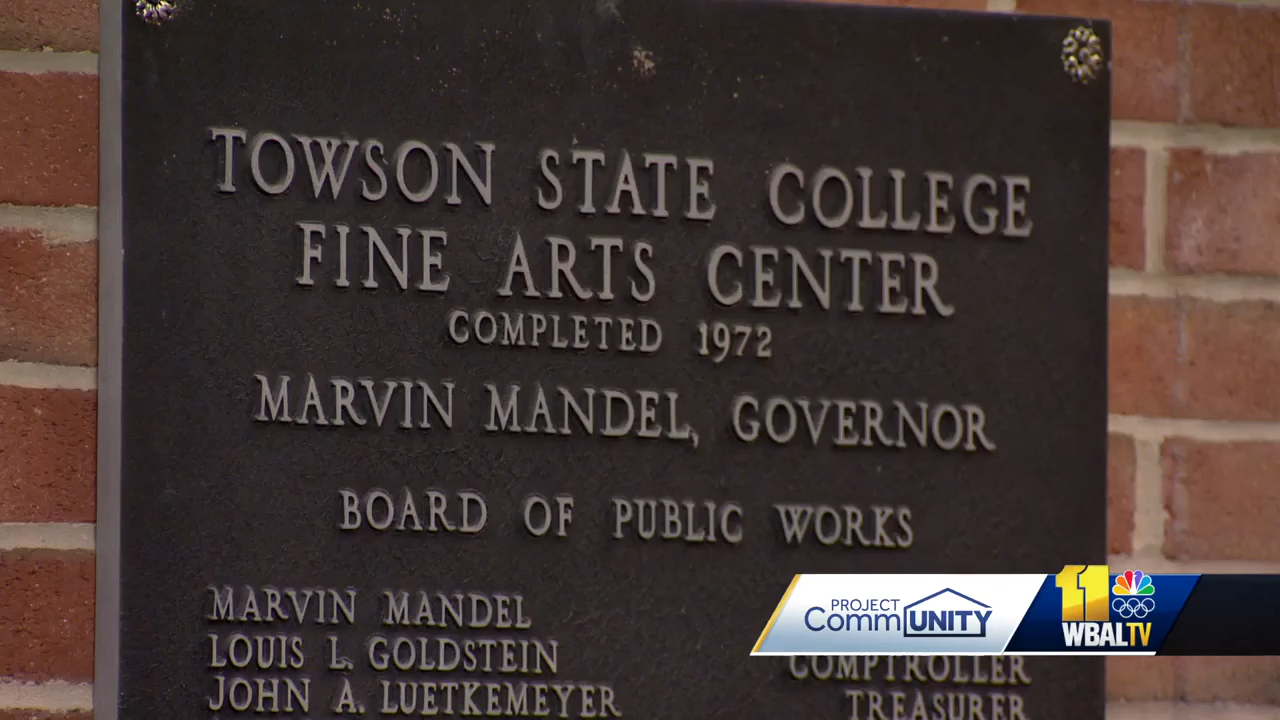 TOWSON STATE COLLEGE
FINE ARTS CENTER
COMPLETED 1972
MARVIN MANDEL, GOVERNOR
BOARD OF PUBLIC WORKS
MARVIN MANDEL
LOUIS L. GOLDSTEIN COMPTROLLER
JOHN A. LUETKEMEYER TREASURER
PROJECT
CommUNITY
11
WBALTV